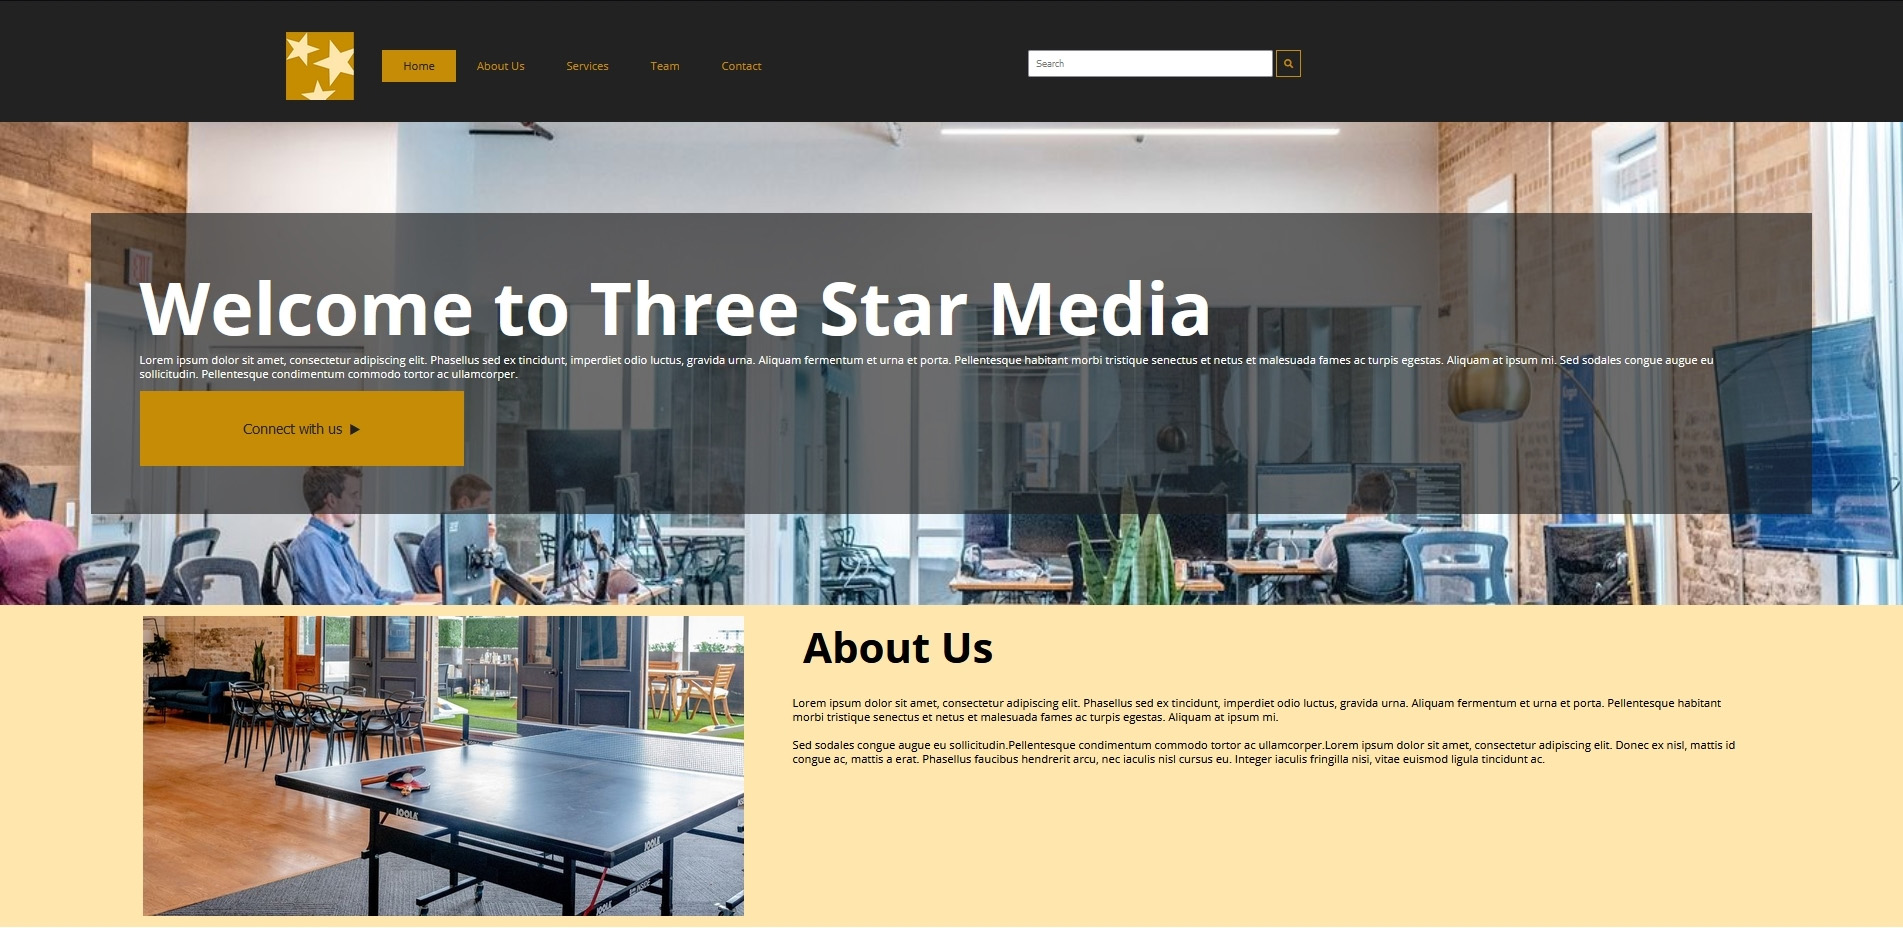 Home About Us Services Team Contact Search
Welcome to Three Star Media
Lorem ipsum dolor sit amet, consectetur adipiscing elit. Phasellus sed ex tincidunt, imperdiet odio luctus, gravida urna. Aliquam fermentum et urna et porta. Pellentesque habitant morbi tristique senectus et netus et malesuada fames ac turpis egestas. Aliquam at ipsum mi. Sed sodales congue augue eu
sollicitudin. Pellentesque condimentum commodo tortor ac ullamcorper.
Connect with us
About Us
Lorem ipsum dolor sit amet, consectetur adipiscing elit. Phasellus sed ex tincidunt, imperdiet odio luctus, gravida urna. Aliquam fermentum et urna et porta. Pellentesque habitant
morbi tristique senectus et netus et malesuada fames ac turpis egestas. Aliquam at ipsum mi.
Sed sodales congue augue eu sollicitudin.Pellentesque condimentum commodo tortor ac ullamcorper.Lorem ipsum dolor sit amet, consectetur adipiscing elit. Donec ex nisl, mattis id
congue ac, mattis a erat. Phasellus faucibus hendrerit arcu, nec iaculis nisl cursus eu. Integer iaculis fringilla nisi, vitae euismod ligula tincidunt ac.
JOOLA
JOOLA
JOOLA